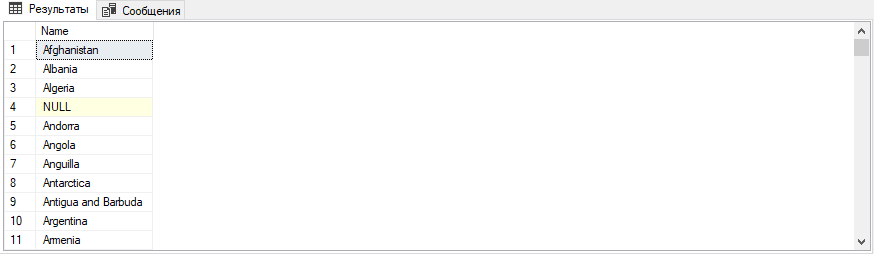 Результаты Сообщения
Name
1 Afghanistan
2 Albania
3 Algeria
4 NULL
5 Andorra
6 Angola
7 Anguilla
8 Antarctica
9 Antigua and Barbuda
10 Argentina
11 Armenia